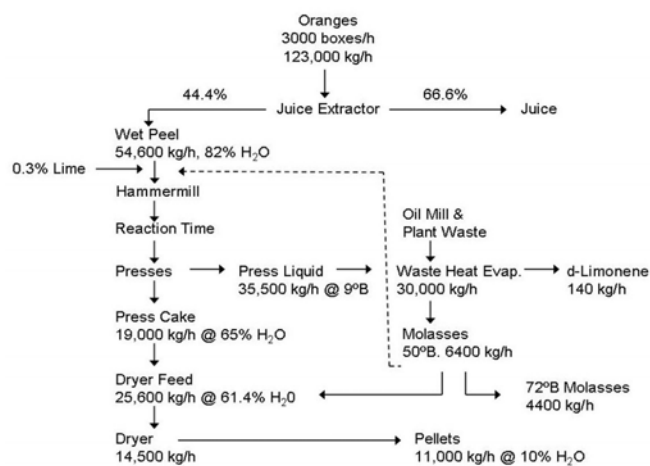 Oranges
3000 boxes/h
123,000 kg/h
44.4%
66.6%
Juice Extractor
Juice
Wet Peel
54,600 kg/h, 82% H₂O
0.3% Lime
Hammermill
Oil Mill &
Plant Waste
Reaction Time
Presses
Press Liquid
35,500 kg/h @ 9ºB
Waste Heat Evap.
30,000 kg/h
d-Limonene
140 kg/h
Press Cake
19,000 kg/h @ 65% H₂O
Molasses
50ºB. 6400 kg/h
Dryer Feed
25,600 kg/h @ 61.4% H₂0
72ºB Molasses
4400 kg/h
Dryer
14,500 kg/h
Pellets
11,000 kg/h @ 10% H₂O